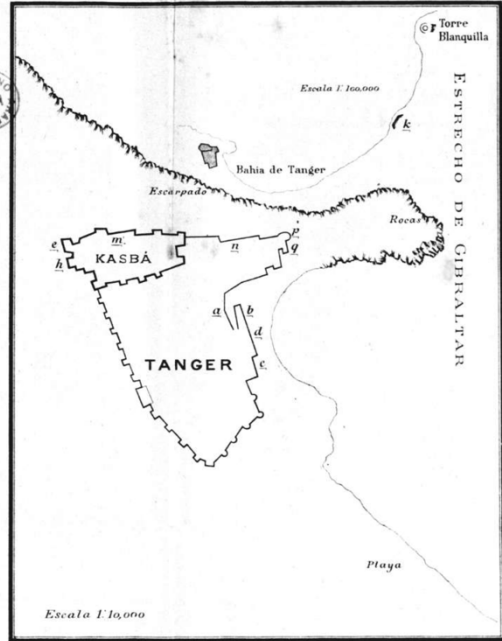 Torre
Blanquilla
Escala 1:100,000
k
ESTRECHO DE GIBRALTAR
Bahia de Tanger
Escarpado
Rocas
p
e
m
n
q
KASBÁ
h
a
b
d
TANGER
c
Playa
Escala 1:10,000